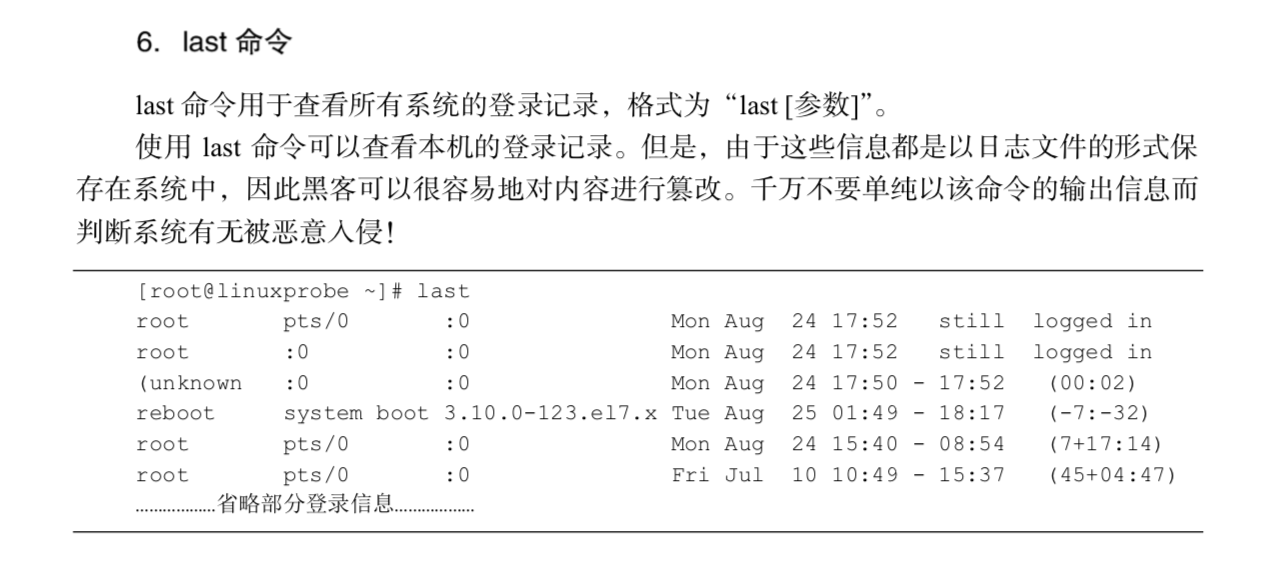 6. last 命令
last 命令用于查看所有系统的登录记录，格式为“last [参数]”。
使用 last 命令可以查看本机的登录记录。但是，由于这些信息都是以日志文件的形式保
存在系统中，因此黑客可以很容易地对内容进行篡改。千万不要单纯以该命令的输出信息而
判断系统有无被恶意入侵！
[root@linuxprobe ~]# last
root pts/0 :0 Mon Aug 24 17:52 still logged in
root :0 :0 Mon Aug 24 17:52 still logged in
(unknown :0 :0 Mon Aug 24 17:50 - 17:52 (00:02)
reboot system boot 3.10.0-123.el7.x Tue Aug 25 01:49 - 18:17 (-7:-32)
root pts/0 :0 Mon Aug 24 15:40 - 08:54 (7+17:14)
root pts/0 :0 Fri Jul 10 10:49 - 15:37 (45+04:47)
………………省略部分登录信息………………